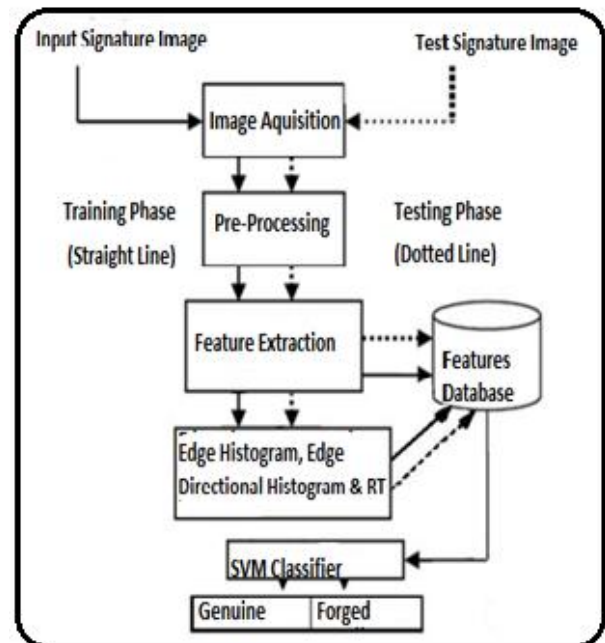 Input Signature Image
Test Signature Image
Image Aquisition
Training Phase
(Straight Line)
Pre-Processing
Testing Phase
(Dotted Line)
Feature Extraction
Features
Database
Edge Histogram, Edge
Directional Histogram & RT
SVM Classifier
Genuine
Forged